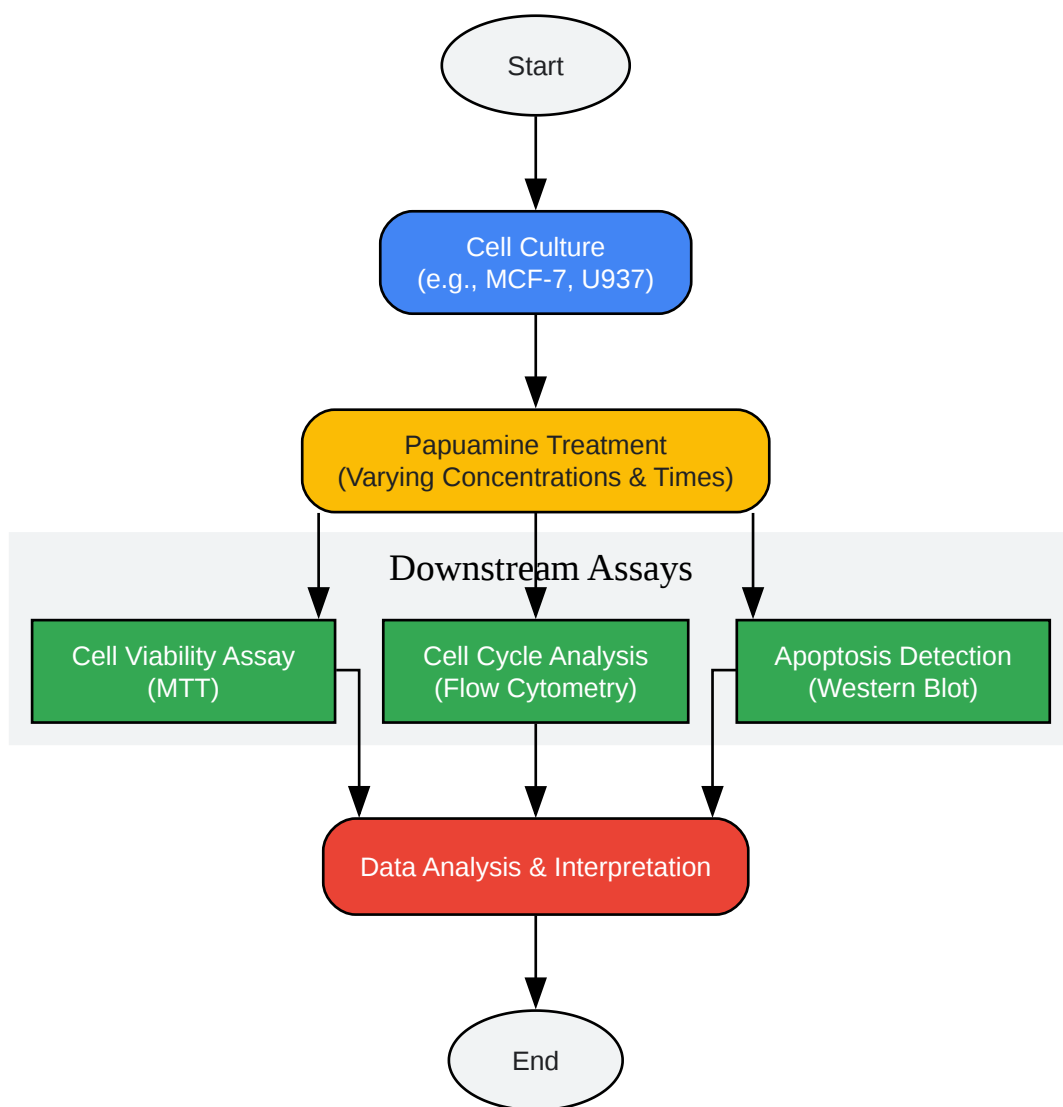 Start
Cell Culture
(e.g., MCF-7, U937)
Papuamine Treatment
(Varying Concentrations & Times)
Downstream Assays
Cell Viability Assay
(MTT)
Cell Cycle Analysis
(Flow Cytometry)
Apoptosis Detection
(Western Blot)
Data Analysis & Interpretation
End